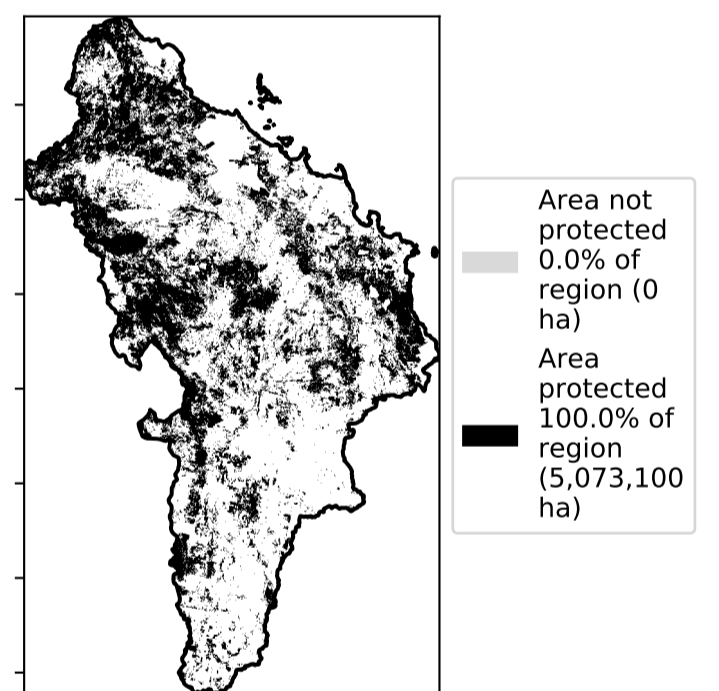 Area not
protected
0.0% of
region (0
ha)
Area
protected
100.0% of
region
(5,073,100
ha)